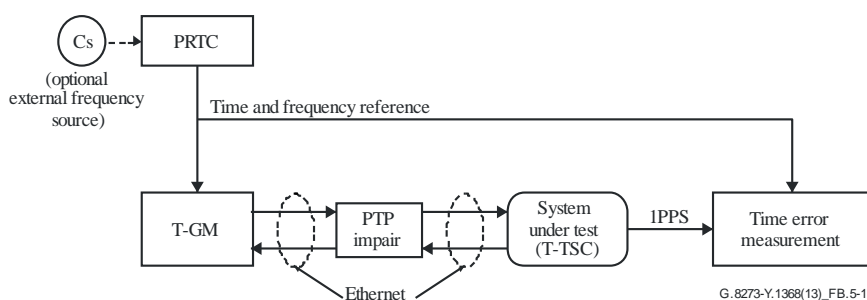 Cs
PRTC
(optional
external frequency
source)
Time and frequency reference
T-GM
PTP
impair
System
under test
(T-TSC)
1PPS
Time error
measurement
Ethernet
G.8273-Y.1368(13)_FB.5-1